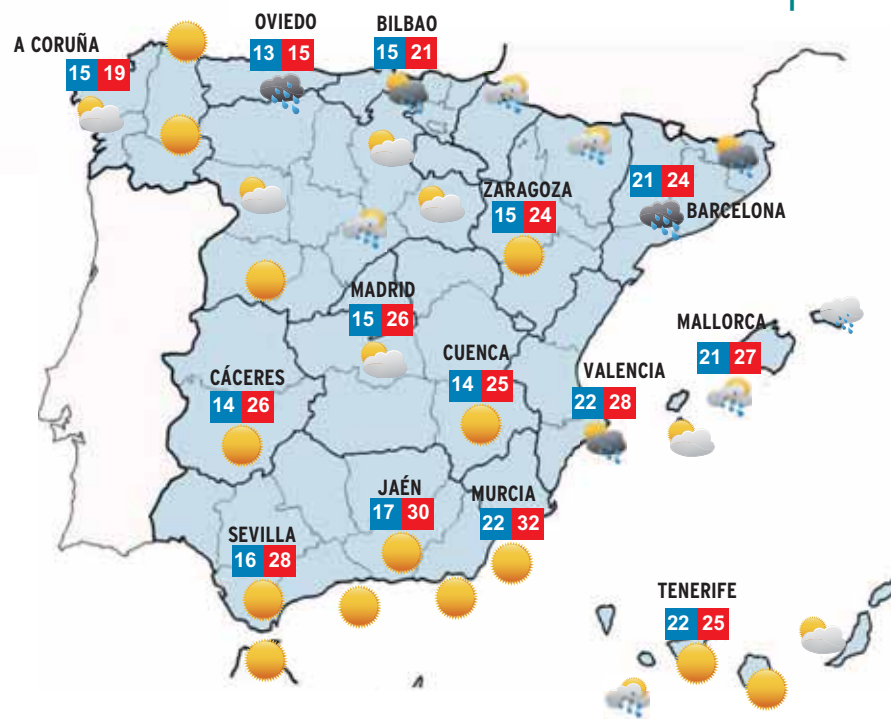 OVIEDO
13 15
BILBAO
15 21
A CORUÑA
15 19
ZARAGOZA
15 24
21 24
BARCELONA
MADRID
15 26
MALLORCA
21 27
CUENCA
14 25
VALENCIA
22 28
CÁCERES
14 26
JAÉN
17 30
MURCIA
22 32
SEVILLA
16 28
TENERIFE
22 25